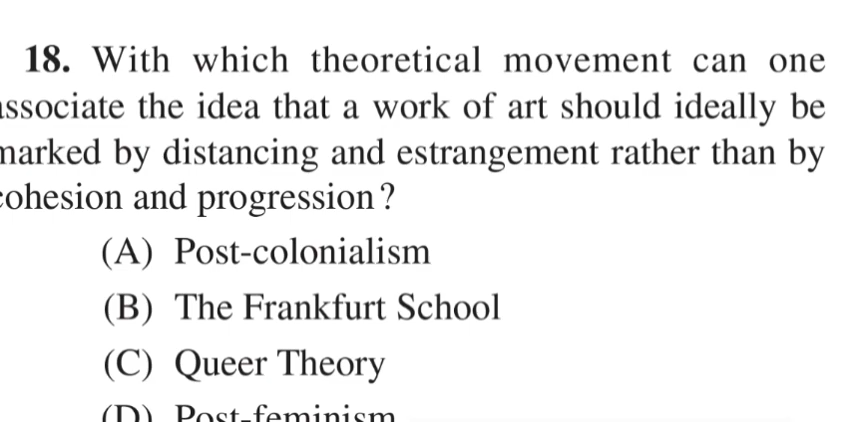 18. With which theoretical movement can one
associate the idea that a work of art should ideally be
marked by distancing and estrangement rather than by
cohesion and progression?
(A) Post-colonialism
(B) The Frankfurt School
(C) Queer Theory
(D) Post-feminism